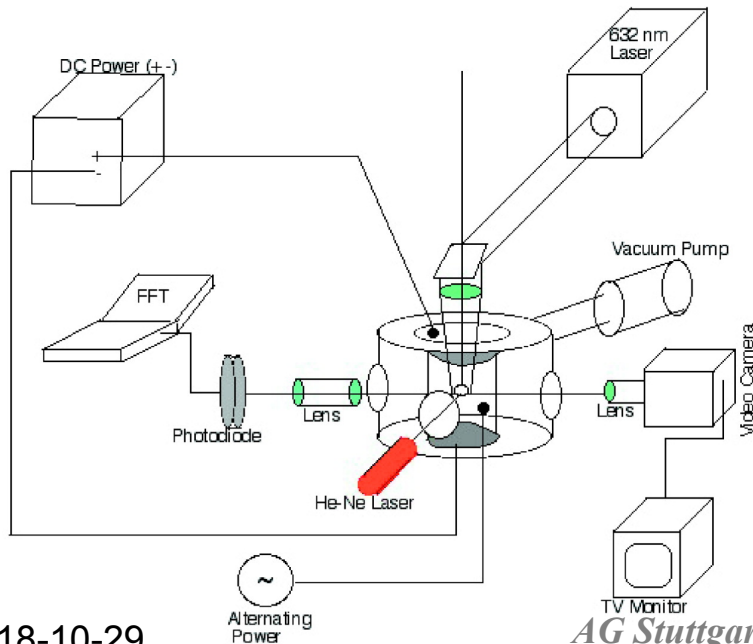 632 nm
Laser
DC Power (+ -)
+
-
Vacuum Pump
FFT
Video Camera
Lens
Lens
Photodiode
He-Ne Laser
~
Alternating
Power
TV Monitor
18-10-29
AG Stuttgar